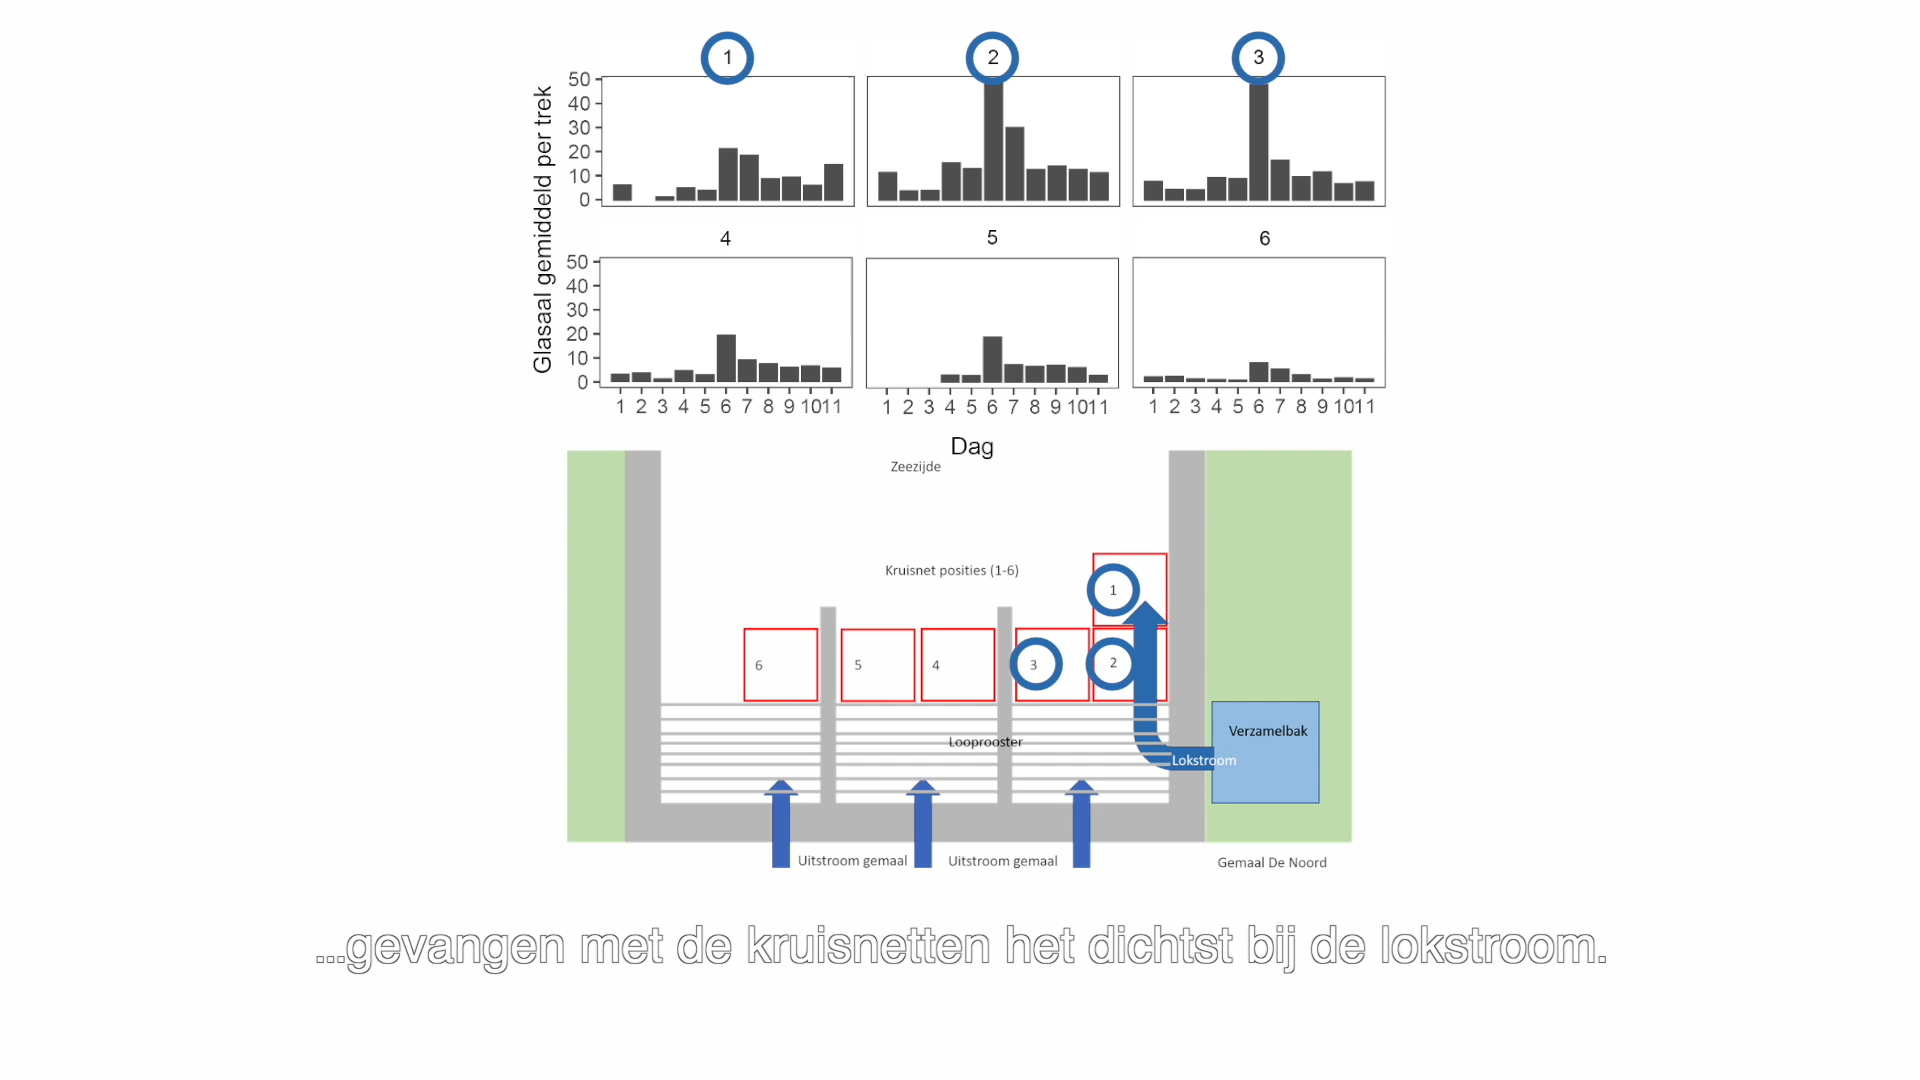 1 2 3
Glasaal gemiddeld per trek
50
40
30
20
10
0
4 5 6
50
40
30
20
10
0
1 2 3 4 5 6 7 8 9 10 11 1 2 3 4 5 6 7 8 9 10 11 1 2 3 4 5 6 7 8 9 10 11
Dag
Zeezijde
Kruisnet posities (1-6)
1
6 5 4 3 2
Verzamelbak
Looprooster
Lokstroom
Uitstroom gemaal Uitstroom gemaal Gemaal De Noord
...gevangen met de kruisnetten het dichtst bij de lokstroom.